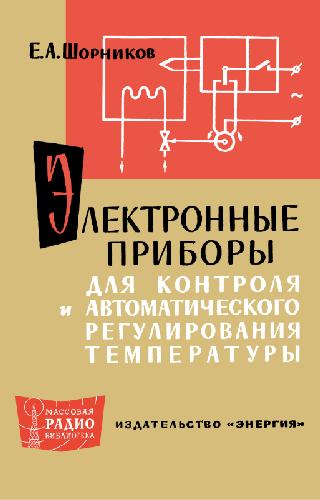 Е.А.Шорников
~
Электронные
приборы
для контроля
и автоматического
регулирования
температуры
МАССОВАЯ
РАДИО
БИБЛИОТЕКА
ИЗДАТЕЛЬСТВО «ЭНЕРГИЯ»